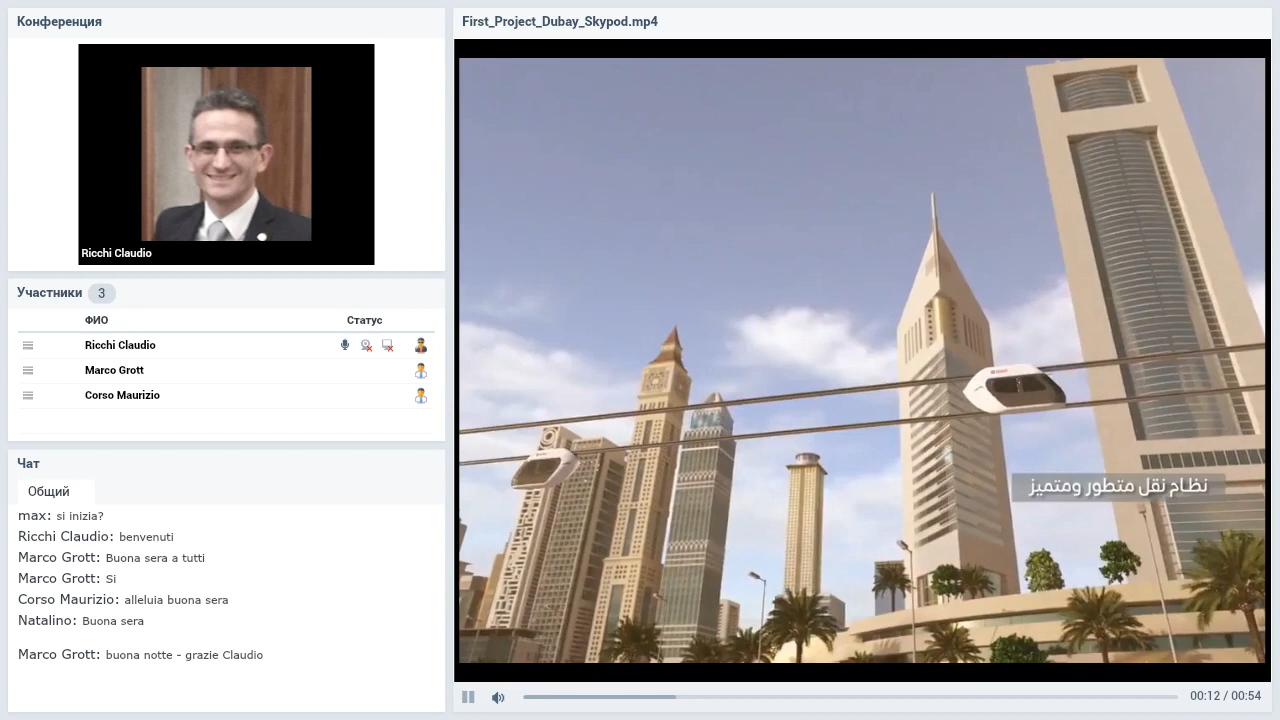 Конференция
Ricchi Claudio
Участники 3
ФИО Статус
Ricchi Claudio
Marco Grott
Corso Maurizio
Чат
Общий
max: si inizia?
Ricchi Claudio: benvenuti
Marco Grott: Buona sera a tutti
Marco Grott: Si
Corso Maurizio: alleluia buona sera
Natalino: Buona sera
Marco Grott: buona notte - grazie Claudio
First_Project_Dubay_Skypod.mp4
نظام نقل متطور ومتميز
00:12 / 00:54